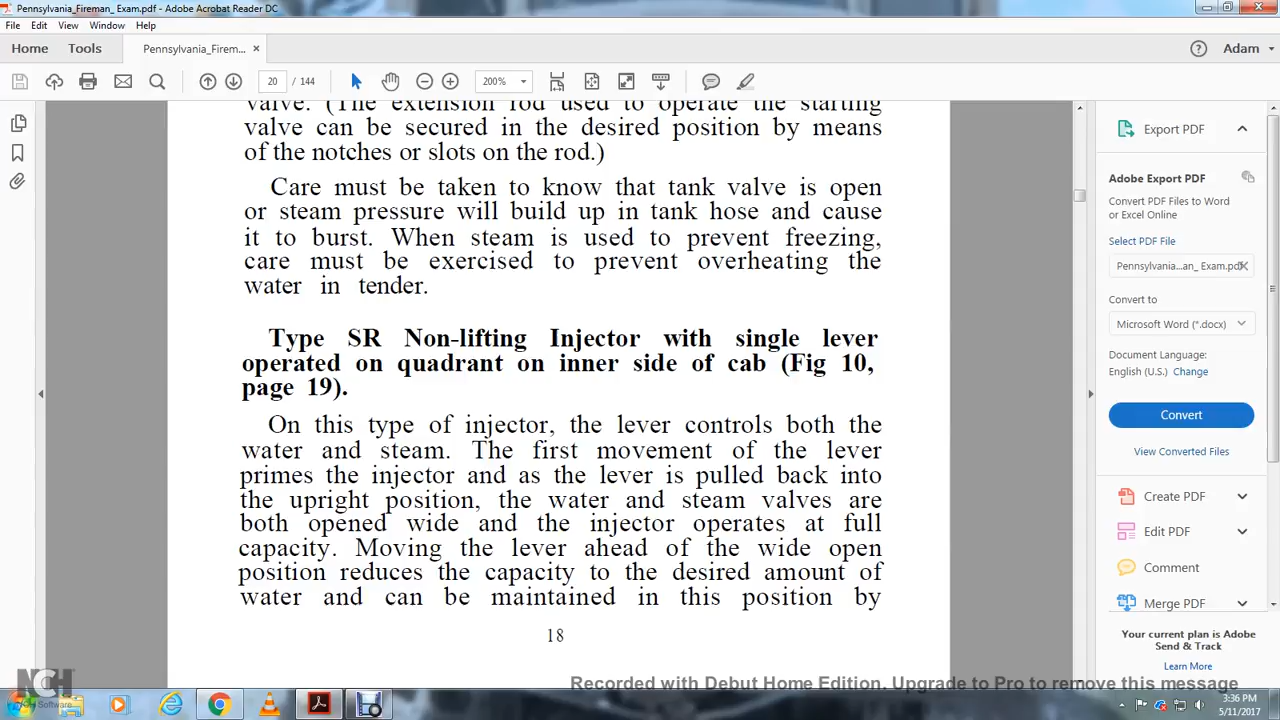 Pennsylvania_Fireman_ Exam.pdf - Adobe Acrobat Reader DC
File Edit View Window Help
Home Tools Pennsylvania_Firem... × Adam
20 / 144 200%
valve. (The extension rod used to operate the starting
valve can be secured in the desired position by means
of the notches or slots on the rod.)
Care must be taken to know that tank valve is open
or steam pressure will build up in tank hose and cause
it to burst. When steam is used to prevent freezing,
care must be exercised to prevent overheating the
water in tender.
Type SR Non-lifting Injector with single lever
operated on quadrant on inner side of cab (Fig 10,
page 19).
On this type of injector, the lever controls both the
water and steam. The first movement of the lever
primes the injector and as the lever is pulled back into
the upright position, the water and steam valves are
both opened wide and the injector operates at full
capacity. Moving the lever ahead of the wide open
position reduces the capacity to the desired amount of
water and can be maintained in this position by
18
Export PDF
Adobe Export PDF
Convert PDF Files to Word
or Excel Online
Select PDF File
Pennsylvania...an_ Exam.pdf
Convert to
Microsoft Word (*.docx)
Document Language:
English (U.S.) Change
Convert
View Converted Files
Create PDF
Edit PDF
Comment
Merge PDF
Your current plan is Adobe
Send & Track
Learn More
NCH Software
Recorded with Debut Home Edition. Upgrade to Pro to remove this message
3:36 PM
5/11/2017